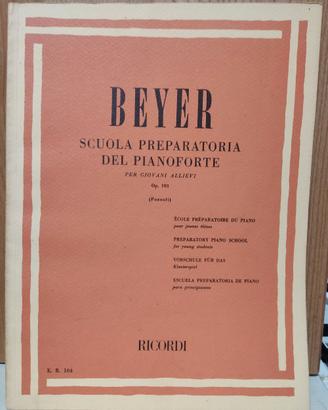 BEYER
SCUOLA PREPARATORIA
DEL PIANOFORTE
PER GIOVANI ALLIEVI
Op. 101
(Pozzoli)
ÉCOLE PRÉPARATOIRE DU PIANO
pour jeunes élèves
PREPARATORY PIANO SCHOOL
for young students
VORSCHULE FÜR DAS
Klavierspiel
ESCUELA PREPARATORIA DE PIANO
para principiantes
RICORDI
E. R. 104